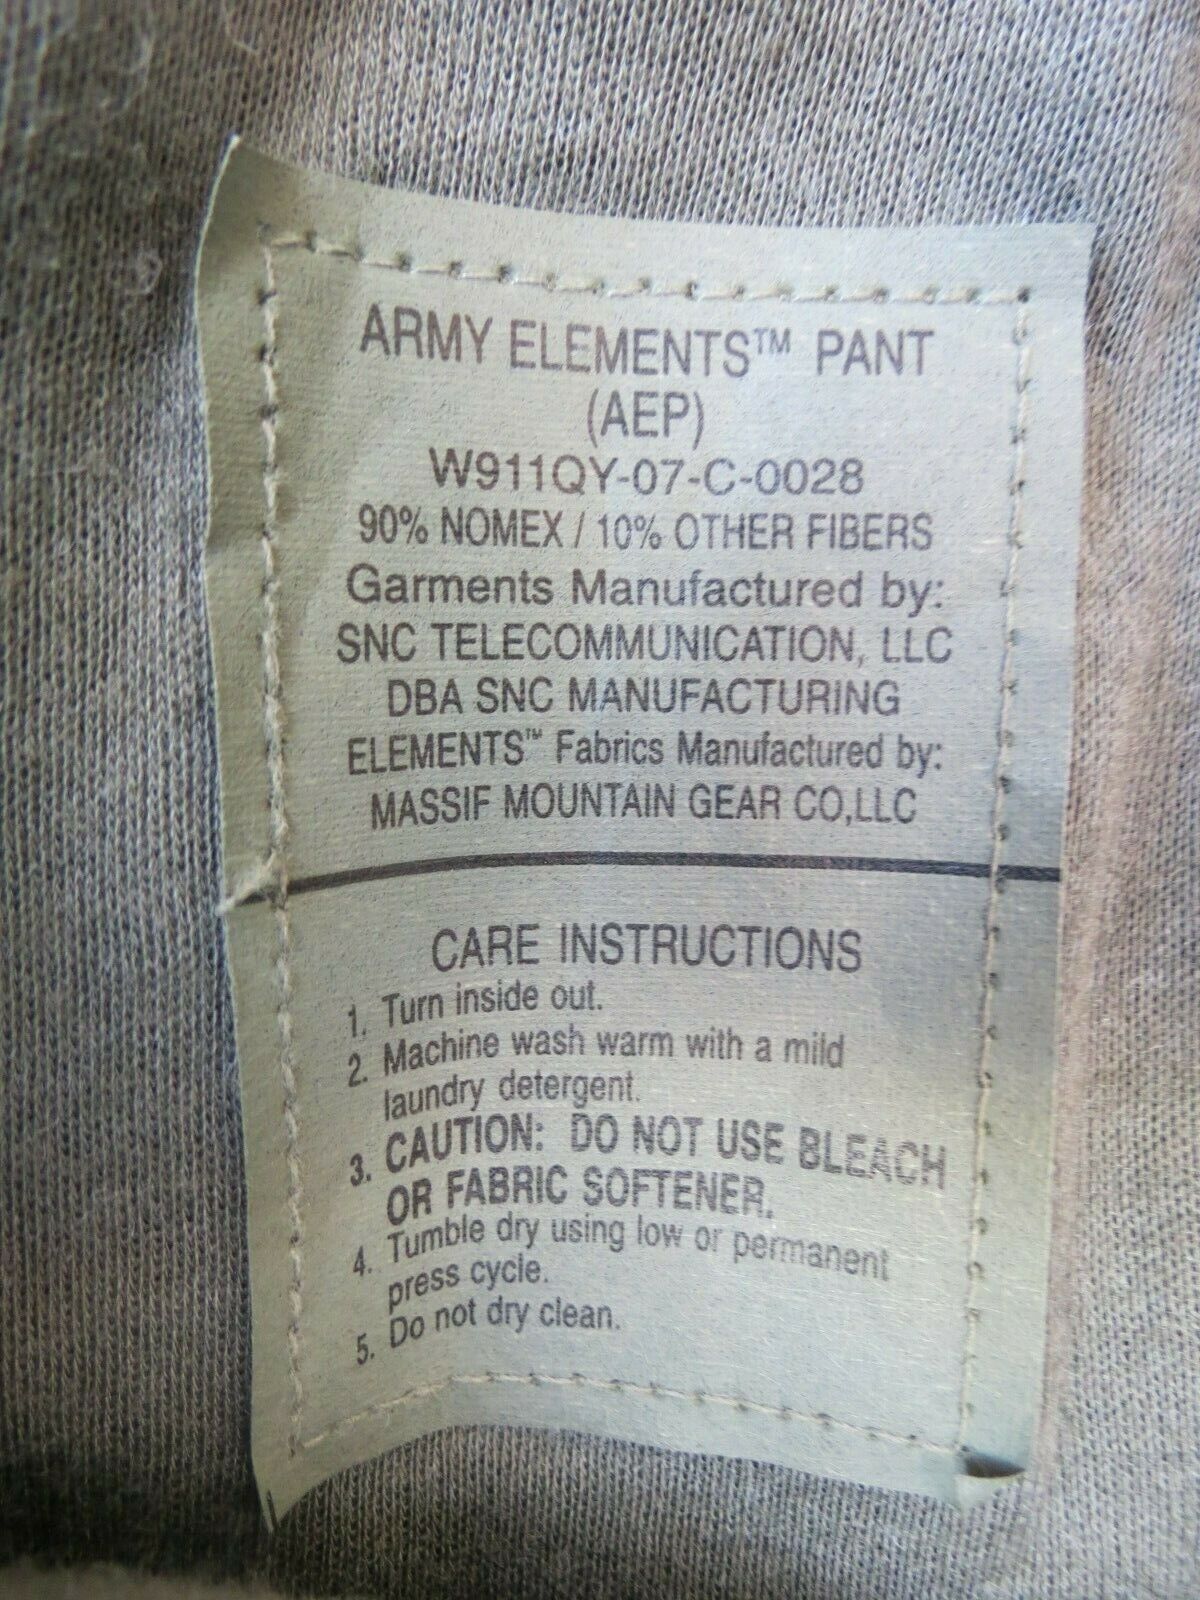 ARMY ELEMENTS™ PANT
(AEP)
W911QY-07-C-0028
90% NOMEX / 10% OTHER FIBERS
Garments Manufactured by:
SNC TELECOMMUNICATION, LLC
DBA SNC MANUFACTURING
ELEMENTS™ Fabrics Manufactured by:
MASSIF MOUNTAIN GEAR CO,LLC
CARE INSTRUCTIONS
1. Turn inside out.
2. Machine wash warm with a mild
laundry detergent.
3. CAUTION: DO NOT USE BLEACH
OR FABRIC SOFTENER.
4. Tumble dry using low or permanent
press cycle.
5. Do not dry clean.